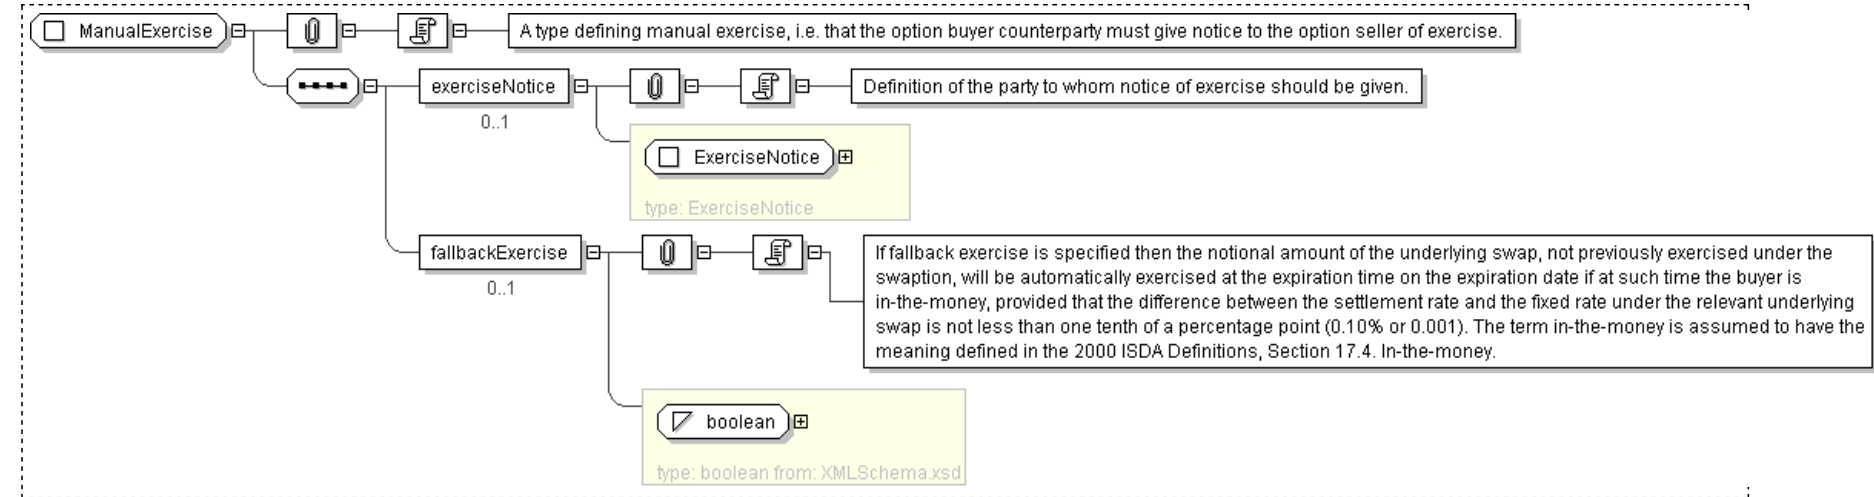 ManualExercise
A type defining manual exercise, i.e. that the option buyer counterparty must give notice to the option seller of exercise.
exerciseNotice
Definition of the party to whom notice of exercise should be given.
0..1
ExerciseNotice
type: ExerciseNotice
fallbackExercise
0..1
If fallback exercise is specified then the notional amount of the underlying swap, not previously exercised under the
swaption, will be automatically exercised at the expiration time on the expiration date if at such time the buyer is
in-the-money, provided that the difference between the settlement rate and the fixed rate under the relevant underlying
swap is not less than one tenth of a percentage point (0.10% or 0.001). The term in-the-money is assumed to have the
meaning defined in the 2000 ISDA Definitions, Section 17.4. In-the-money.
boolean
type: boolean from: XMLSchema.xsd